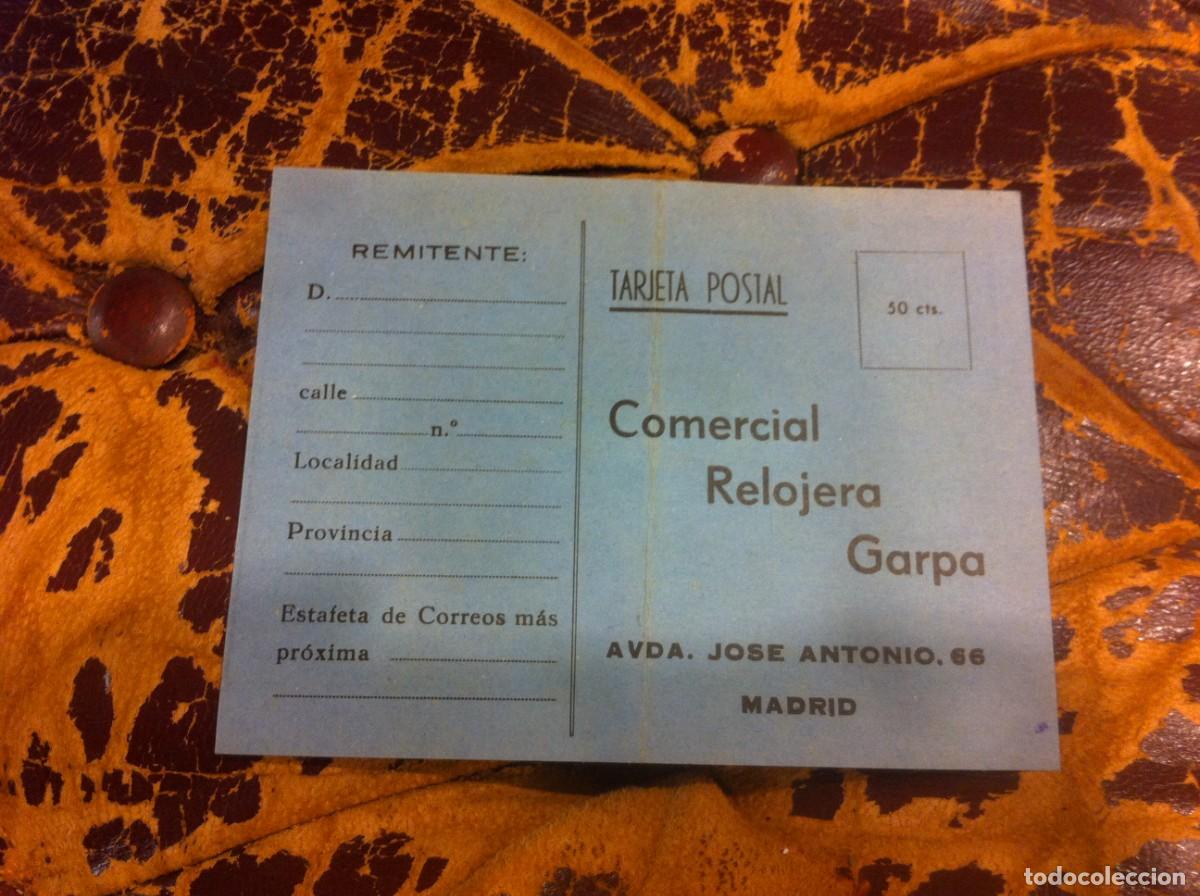 REMITENTE:
D.
calle
n.º
Localidad
Provincia
Estafeta de Correos más
próxima
TARJETA POSTAL
50 cts.
Comercial
Relojera
Garpa
AVDA. JOSE ANTONIO, 66
MADRID
todocoleccion